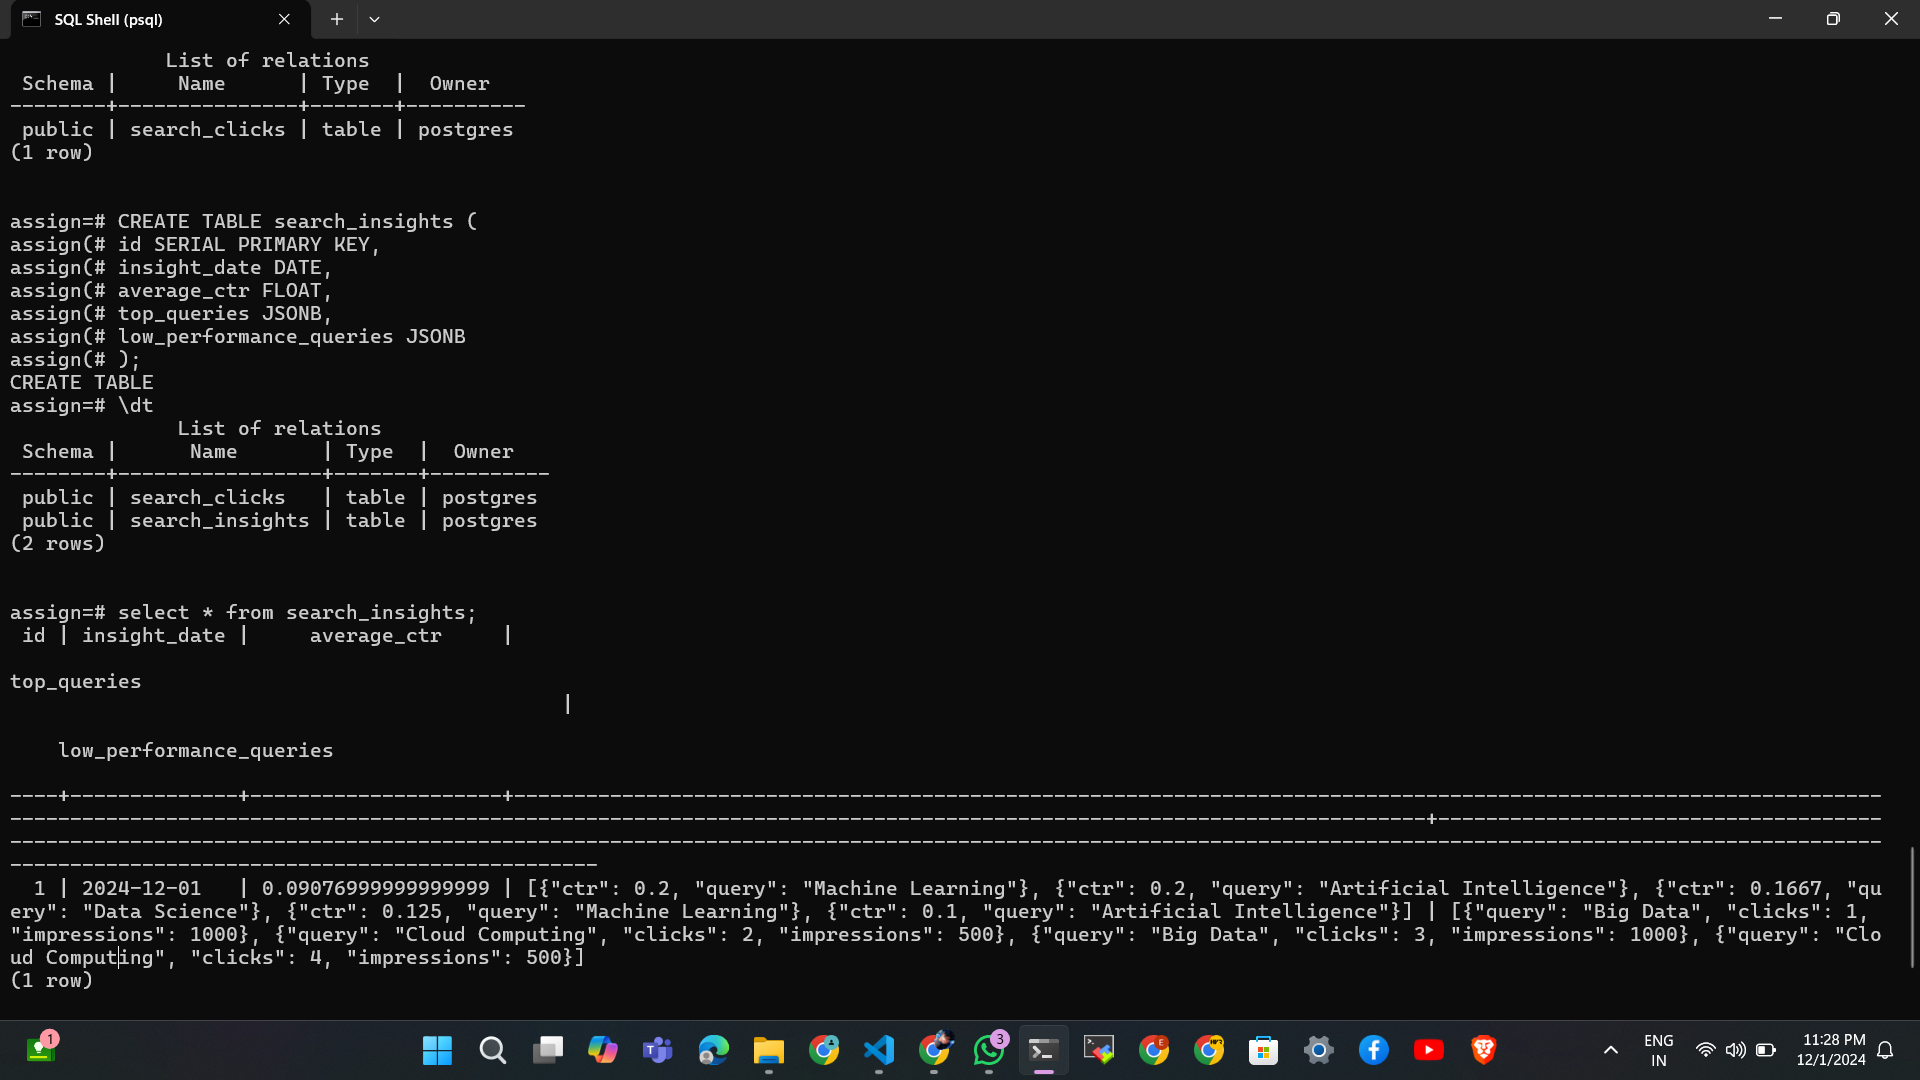 SQL Shell (psql)
List of relations
Schema | Name | Type | Owner
--------+---------------+-------+----------
public | search_clicks | table | postgres
(1 row)
assign=# CREATE TABLE search_insights (
assign(# id SERIAL PRIMARY KEY,
assign(# insight_date DATE,
assign(# average_ctr FLOAT,
assign(# top_queries JSONB,
assign(# low_performance_queries JSONB
assign(# );
CREATE TABLE
assign=# \dt
List of relations
Schema | Name | Type | Owner
--------+-----------------+-------+----------
public | search_clicks | table | postgres
public | search_insights | table | postgres
(2 rows)
assign=# select * from search_insights;
id | insight_date | average_ctr |
top_queries
|
low_performance_queries
1 | 2024-12-01 | 0.09076999999999999 | [{"ctr": 0.2, "query": "Machine Learning"}, {"ctr": 0.2, "query": "Artificial Intelligence"}, {"ctr": 0.1667, "qu
ery": "Data Science"}, {"ctr": 0.125, "query": "Machine Learning"}, {"ctr": 0.1, "query": "Artificial Intelligence"}] | [{"query": "Big Data", "clicks": 1,
"impressions": 1000}, {"query": "Cloud Computing", "clicks": 2, "impressions": 500}, {"query": "Big Data", "clicks": 3, "impressions": 1000}, {"query": "Clo
ud Computing", "clicks": 4, "impressions": 500}]
(1 row)
1
3
ENG
IN
11:28 PM
12/1/2024